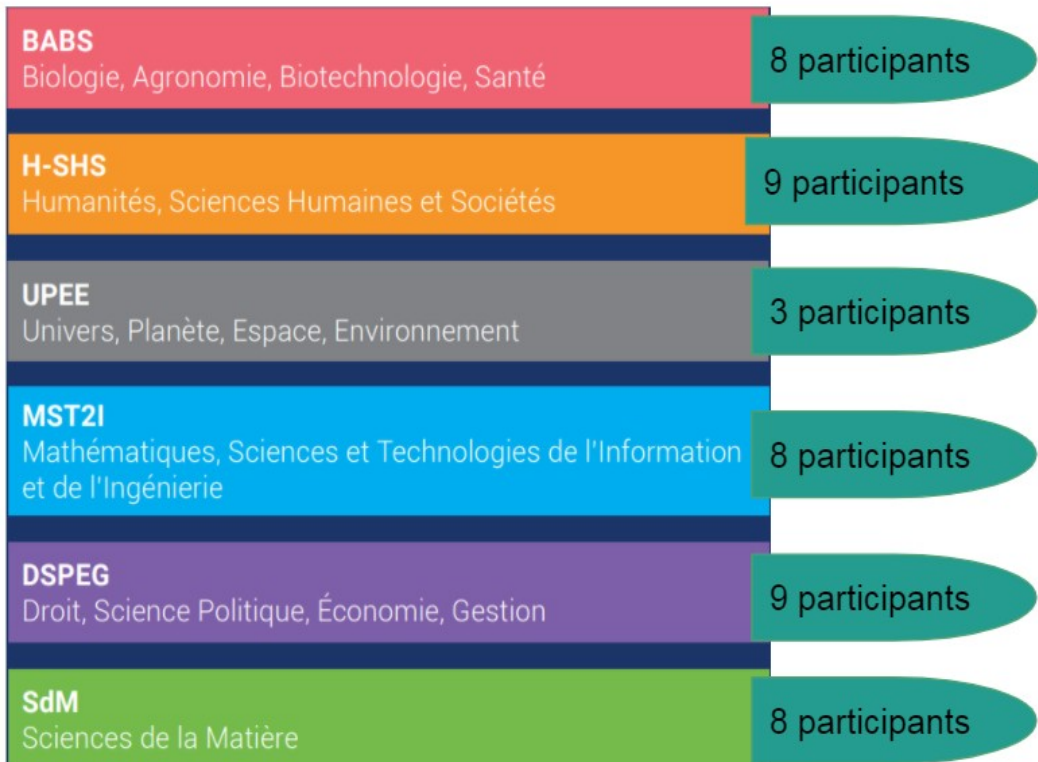 BABS
Biologie, Agronomie, Biotechnologie, Santé
8 participants
H-SHS
Humanités, Sciences Humaines et Sociétés
9 participants
UPEE
Univers, Planète, Espace, Environnement
3 participants
MST2I
Mathématiques, Sciences et Technologies de l'Information
et de l'Ingénierie
8 participants
DSPEG
Droit, Science Politique, Économie, Gestion
9 participants
SdM
Sciences de la Matière
8 participants